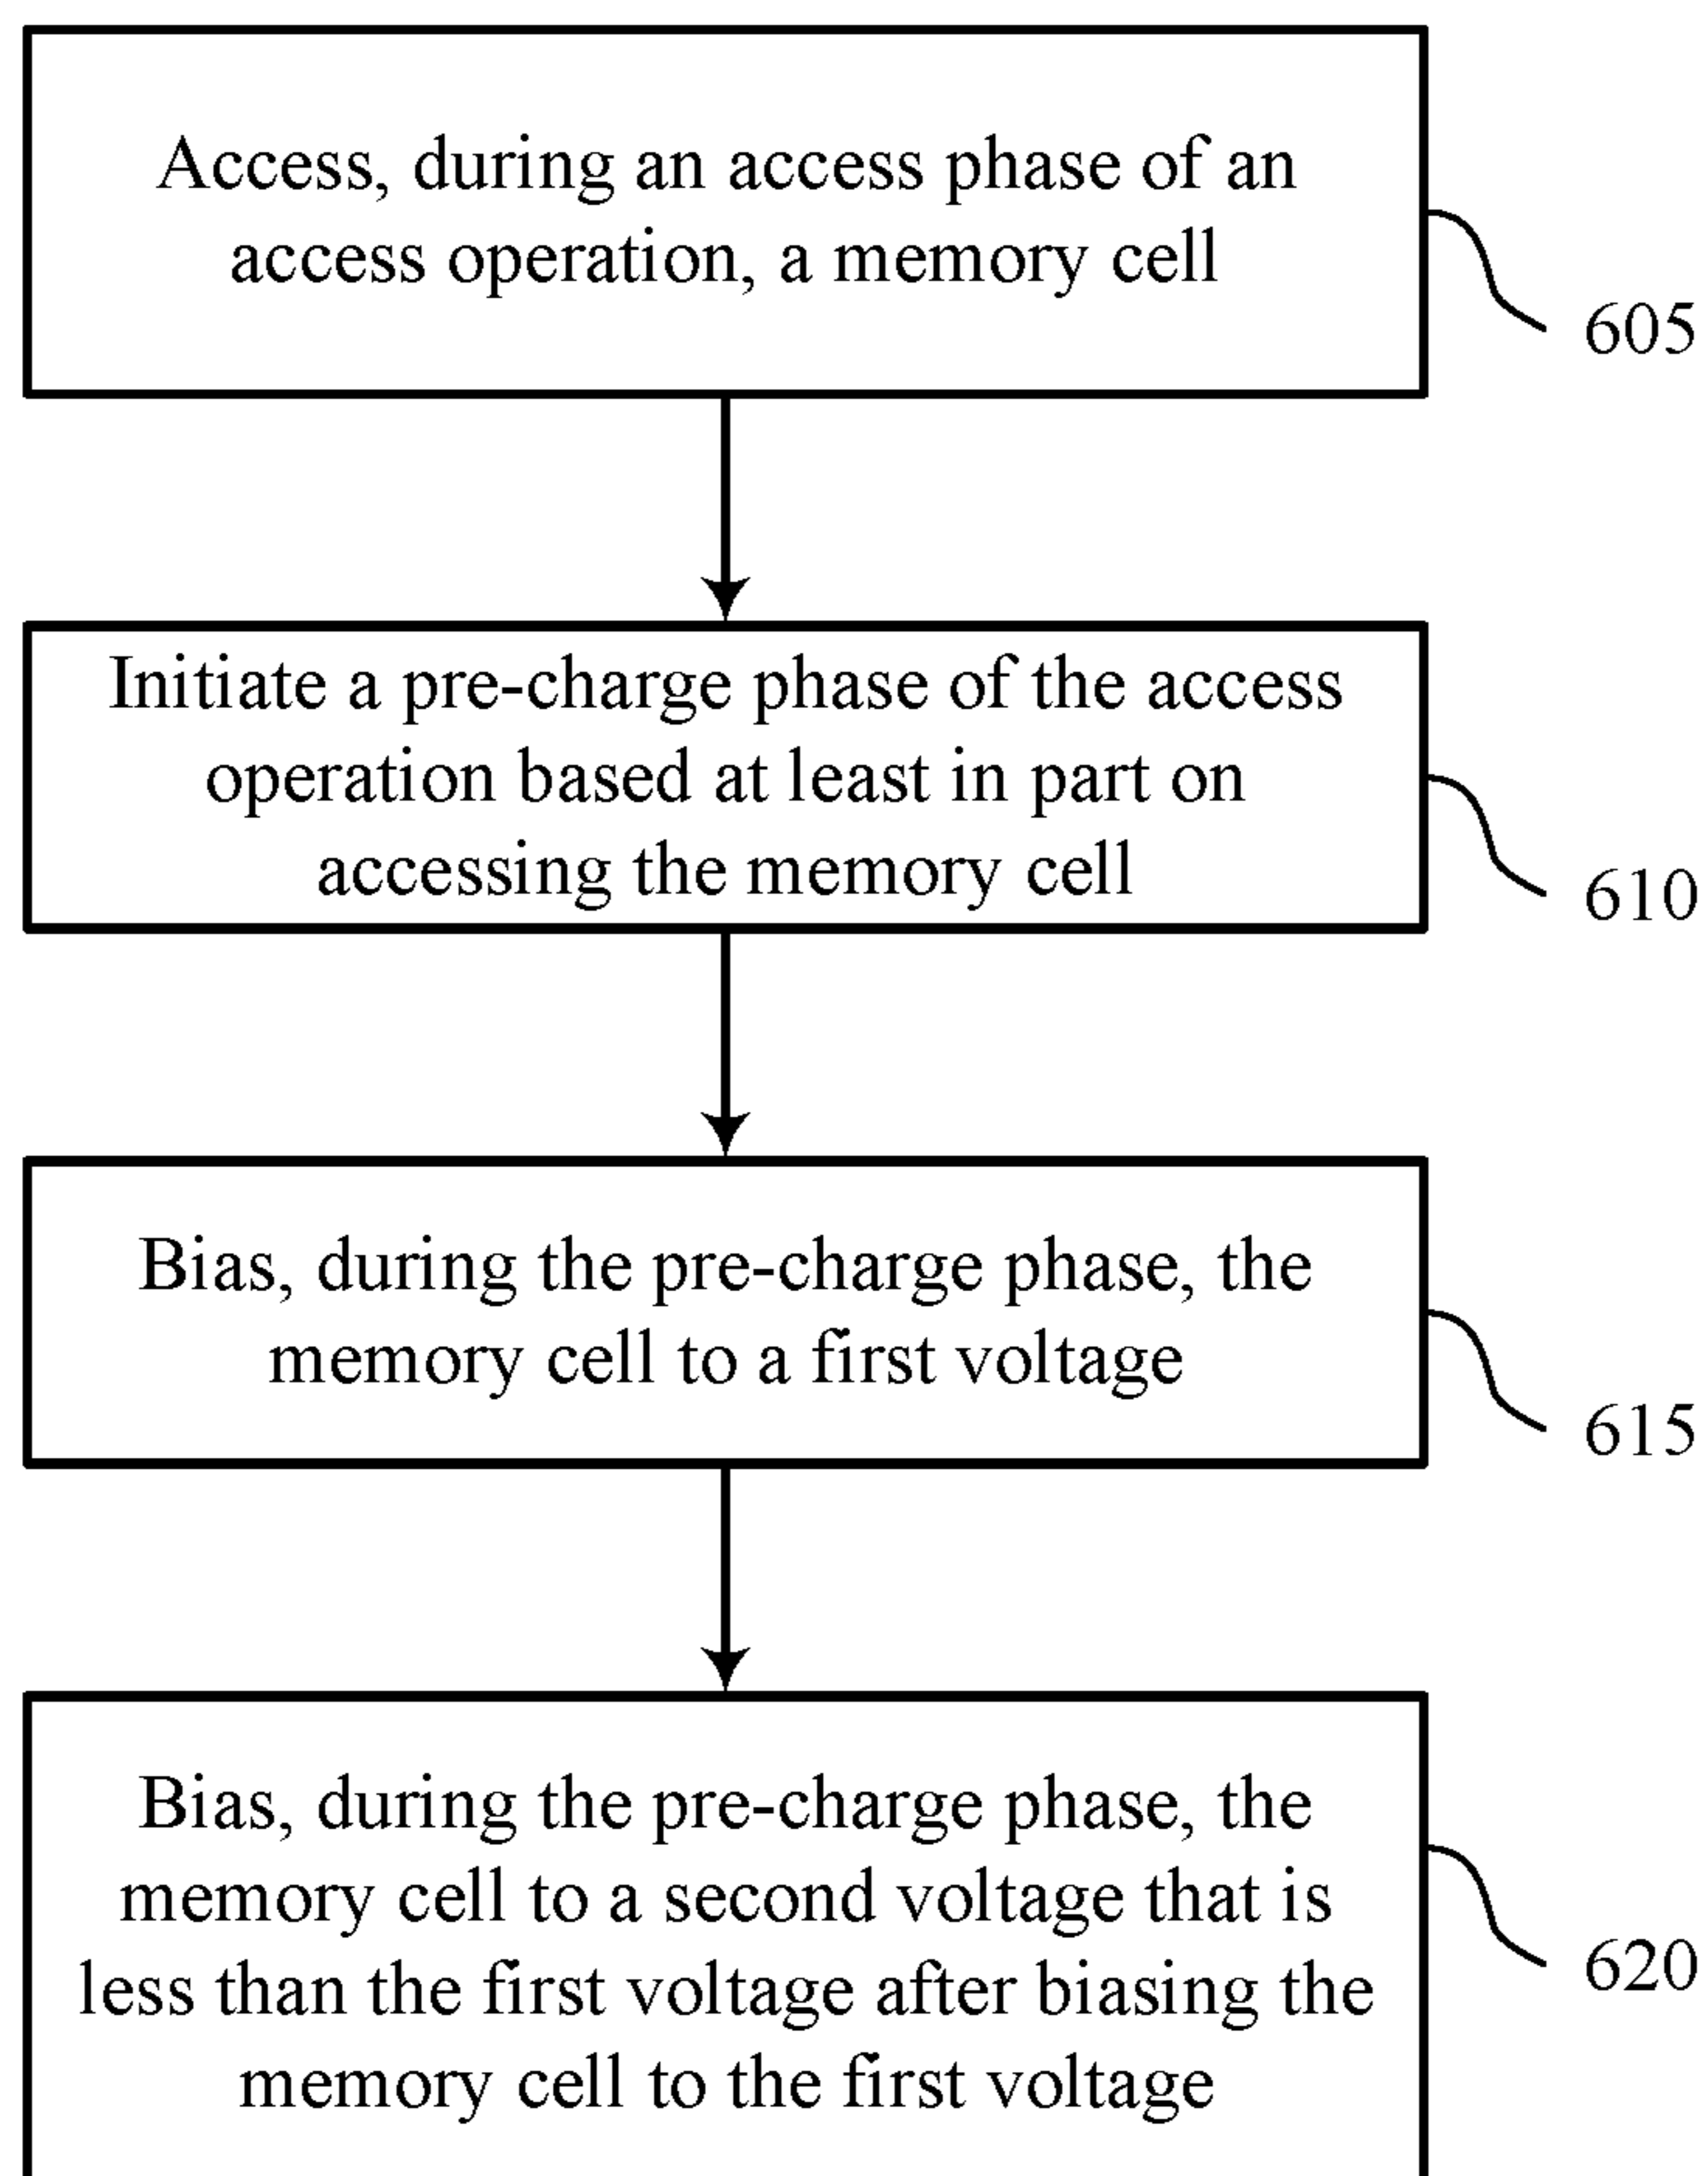 Access, during an access phase of an
access operation, a memory cell
605
Initiate a pre-charge phase of the access
operation based at least in part on
accessing the memory cell
610
Bias, during the pre-charge phase, the
memory cell to a first voltage
615
Bias, during the pre-charge phase, the
memory cell to a second voltage that is
less than the first voltage after biasing the
memory cell to the first voltage
620